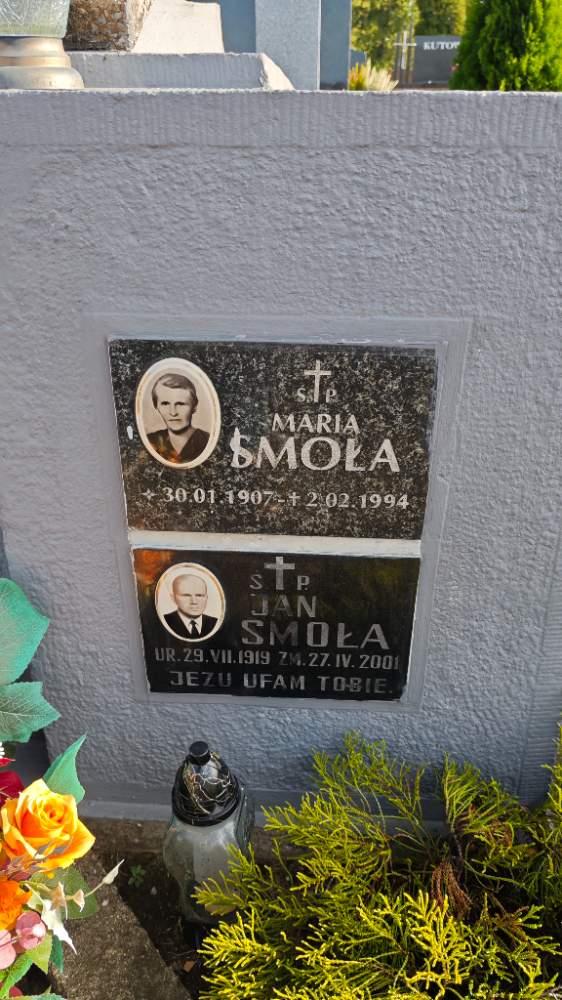 KUTOW
Ś. P.
MARIA
SMOŁA
30.01.1907 - 2.02.1994
Ś P.
JAN
SMOŁA
UR. 29. VII. 1919 ZM. 27. IV. 2001
JEZU UFAM TOBIE.